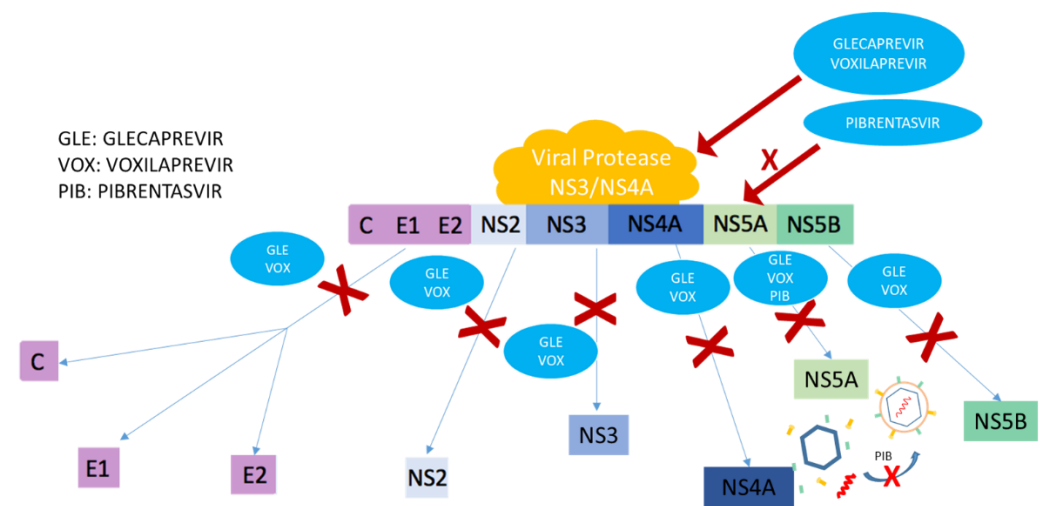 GLECAPREVIR
VOXILAPREVIR
PIBRENTASVIR
GLE: GLECAPREVIR
VOX: VOXILAPREVIR
PIB: PIBRENTASVIR
Viral Protease
NS3/NS4A
X
C E1 E2 NS2 NS3 NS4A NS5A NS5B
GLE
VOX
GLE
VOX
GLE
VOX
GLE
VOX
GLE
VOX
PIB
GLE
VOX
C
E1
E2
NS2
NS3
NS4A
NS5A
NS5B
PIB
X